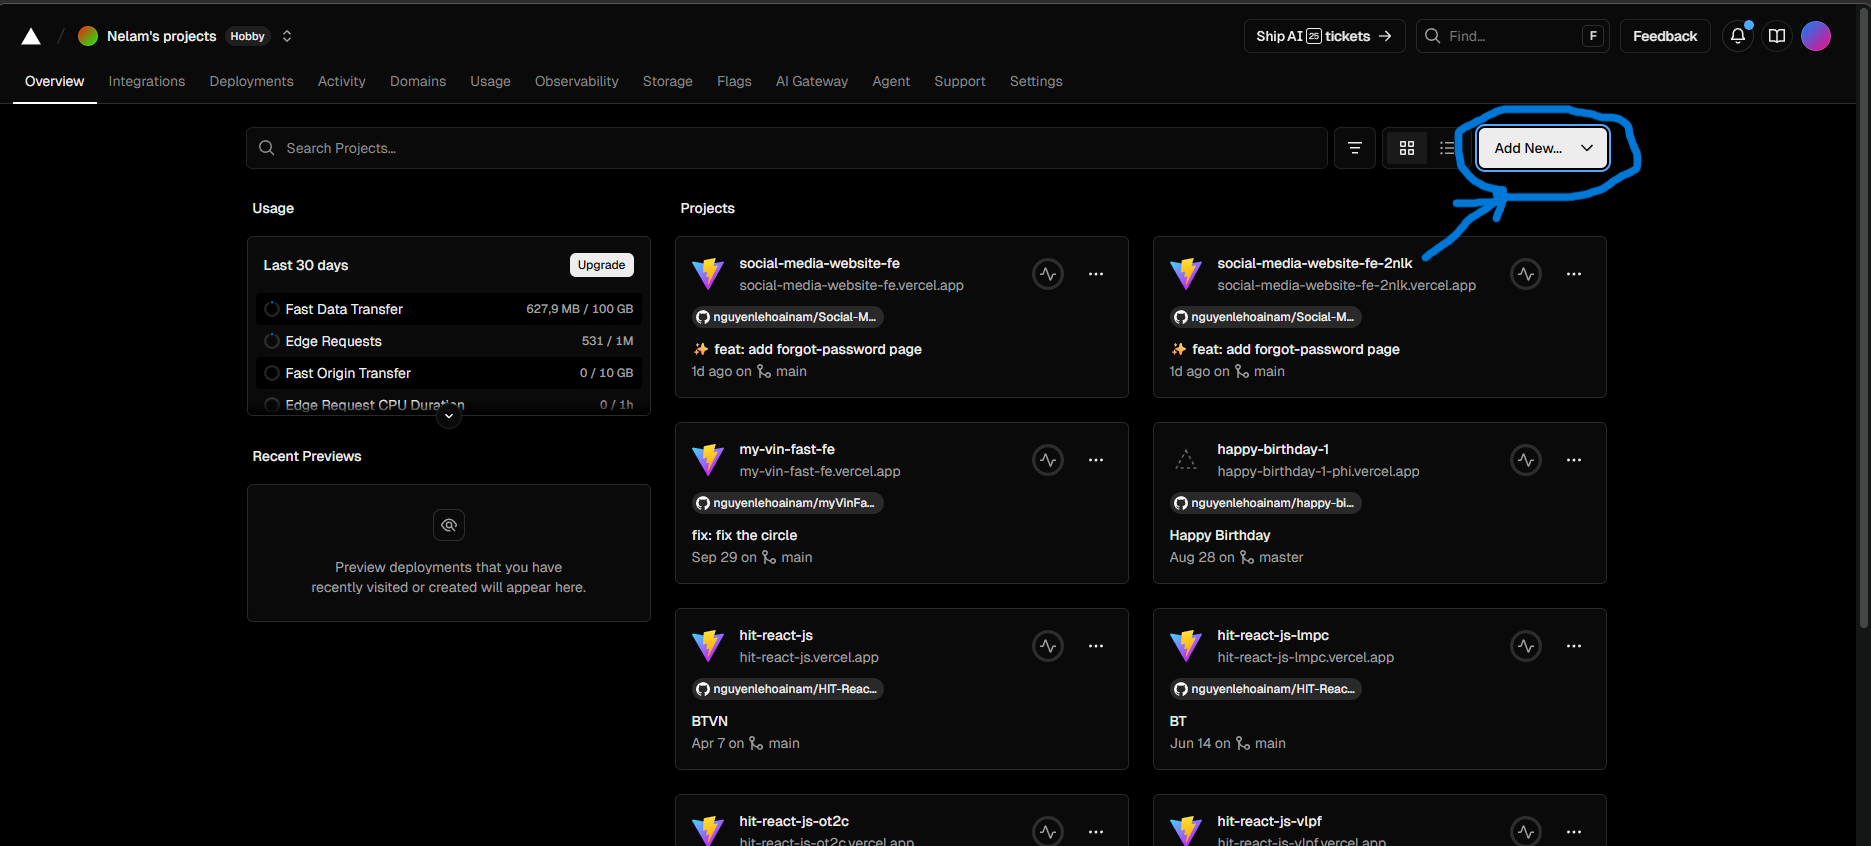 Nelam's projects Hobby
Ship AI 25 tickets →
Find... F
Feedback
Overview Integrations Deployments Activity Domains Usage Observability Storage Flags AI Gateway Agent Support Settings
Search Projects...
Add New...
Usage
Last 30 days Upgrade
Fast Data Transfer 627,9 MB / 100 GB
Edge Requests 531 / 1M
Fast Origin Transfer 0 / 10 GB
Edge Request CPU Duration 0 / 1h
Recent Previews
Preview deployments that you have
recently visited or created will appear here.
Projects
social-media-website-fe
social-media-website-fe.vercel.app
nguyenlehoainam/Social-M...
✨ feat: add forgot-password page
1d ago on main
social-media-website-fe-2nlk
social-media-website-fe-2nlk.vercel.app
nguyenlehoainam/Social-M...
✨ feat: add forgot-password page
1d ago on main
my-vin-fast-fe
my-vin-fast-fe.vercel.app
nguyenlehoainam/myVinFa...
fix: fix the circle
Sep 29 on main
happy-birthday-1
happy-birthday-1-phi.vercel.app
nguyenlehoainam/happy-bi...
Happy Birthday
Aug 28 on master
hit-react-js
hit-react-js.vercel.app
nguyenlehoainam/HIT-Reac...
BTVN
Apr 7 on main
hit-react-js-lmpc
hit-react-js-lmpc.vercel.app
nguyenlehoainam/HIT-Reac...
BT
Jun 14 on main
hit-react-js-ot2c
hit-react-js-ot2c.vercel.app
hit-react-js-vlpf
hit-react-js-vlpf.vercel.app